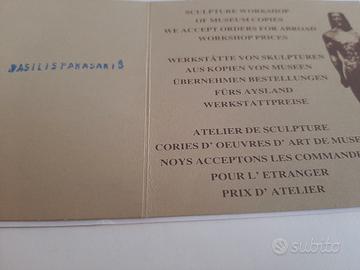 BASILIS PARASAKIS
SCULPTURE WORKSHOP
OF MUSEUM COPIES
WE ACCEPT ORDERS FOR ABROAD
WORKSHOP PRICES
WERKSTÄTTE VON SKULPTUREN
AUS KOPIEN VON MUSEEN
ÜBERNEHMEN BESTELLUNGEN
FÜRS AYSLAND
WERKSTATTPREISE
ATELIER DE SCULPTURE
CORIES D' OEUVRES D' ART DE MUSE
NOYS ACCEPTONS LES COMMANDE
POUR L' ETRANGER
PRIX D' ATELIER
subito